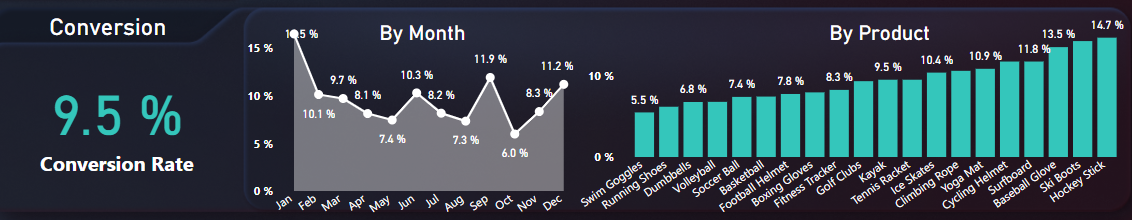 Conversion
9.5 %
Conversion Rate
By Month
15 %
10 %
5 %
0 %
10.1 %
9.7 %
8.1 %
7.4 %
10.3 %
8.2 %
7.3 %
11.9 %
6.0 %
8.3 %
11.2 %
Jan
Feb
Mar
Apr
May
Jun
Jul
Aug
Sep
Oct
Nov
Dec
By Product
10 %
0 %
5.5 %
6.8 %
7.4 %
7.8 %
8.3 %
9.5 %
10.4 %
10.9 %
11.8 %
13.5 %
14.7 %
Swim Goggles
Running Shoes
Dumbbells
Volleyball
Soccer Ball
Basketball
Football Helmet
Boxing Gloves
Fitness Tracker
Golf Clubs
Kayak
Tennis Racket
Ice Skates
Climbing Rope
Yoga Mat
Cycling Helmet
Surfboard
Baseball Glove
Ski Boots
Hockey Stick